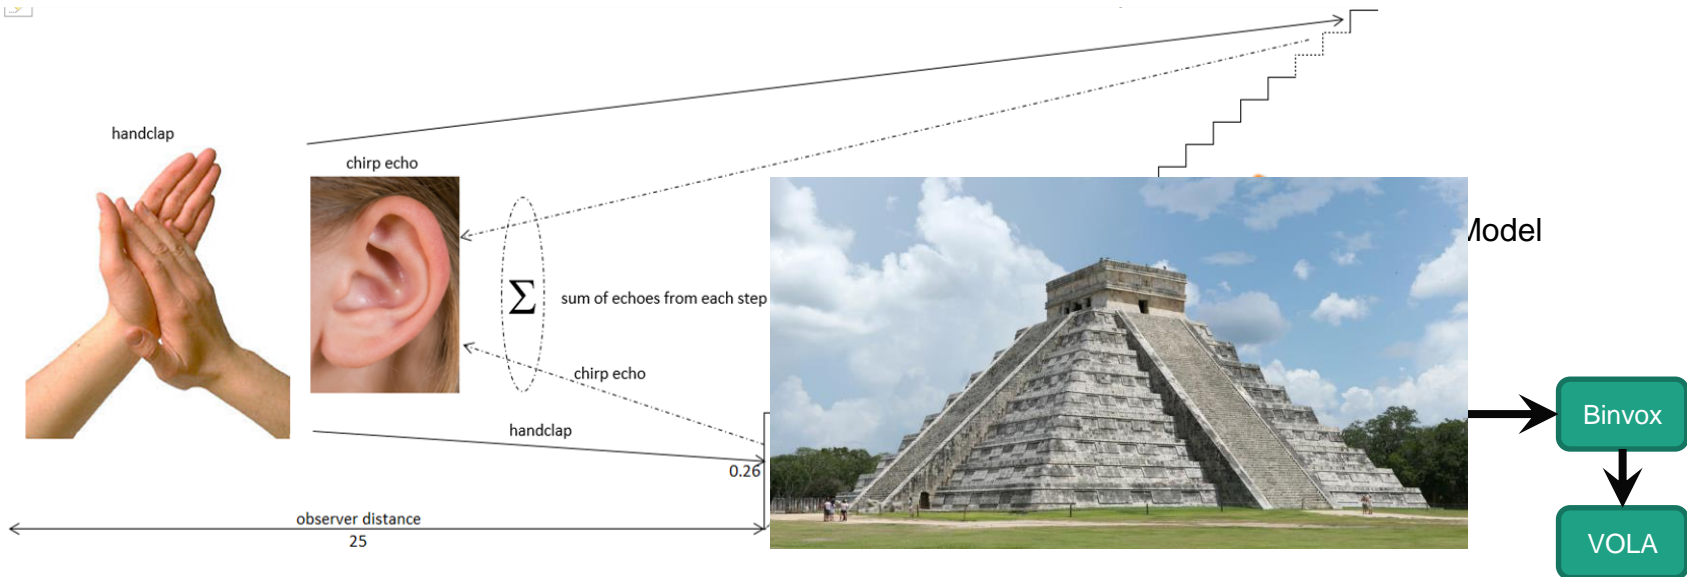 handclap
chirp echo
Model
Σ
sum of echoes from each step
chirp echo
Binvox
handclap
0.26
observer distance
25
VOLA